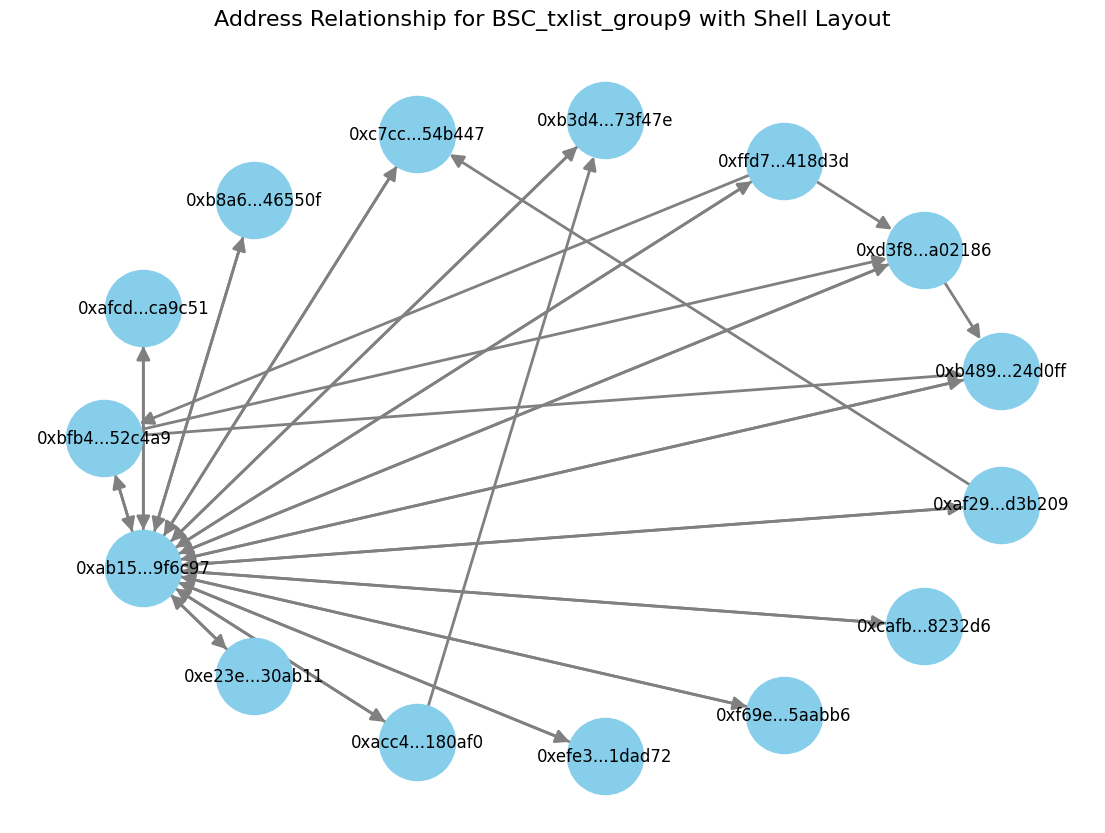 Address Relationship for BSC_txlist_group9 with Shell Layout
0xb3d4...73f47e
0xc7cc...54b447
0xffd7...418d3d
0xb8a6...46550f
0xd3f8...a02186
0xafcd...ca9c51
0xb489...24d0ff
0xbfb4...52c4a9
0xaf29...d3b209
0xab15...9f6c97
0xcafb...8232d6
0xe23e...30ab11
0xf69e...5aabb6
0xacc4...180af0
0xefe3...1dad72